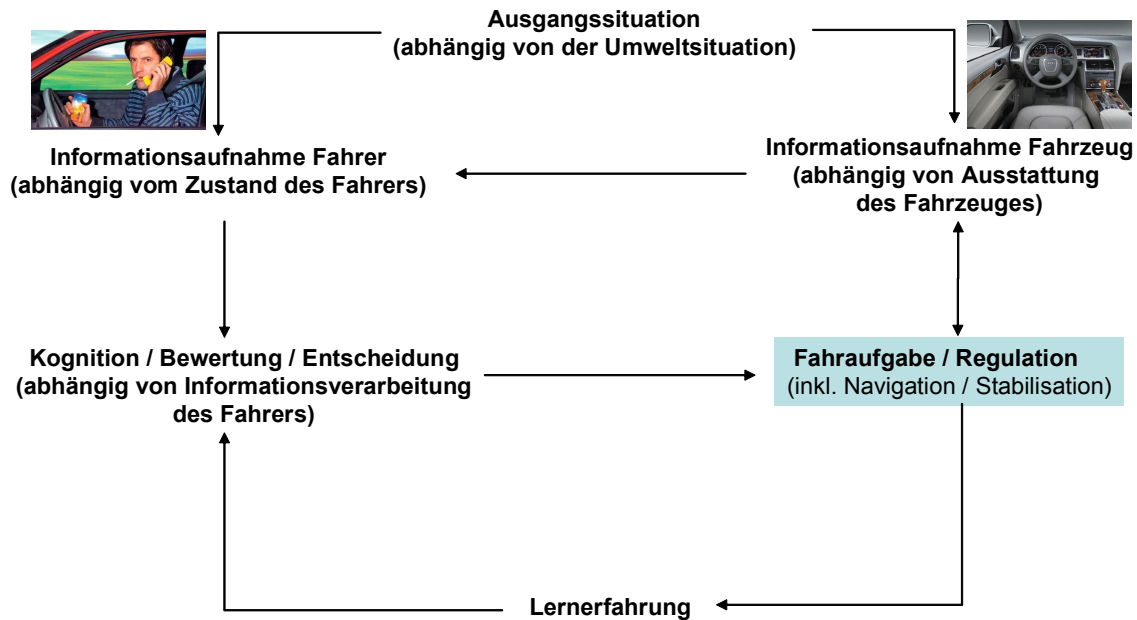 Ausgangssituation
(abhängig von der Umweltsituation)
Informationsaufnahme Fahrer
(abhängig vom Zustand des Fahrers)
Informationsaufnahme Fahrzeug
(abhängig von Ausstattung
des Fahrzeuges)
Kognition / Bewertung / Entscheidung
(abhängig von Informationsverarbeitung
des Fahrers)
Fahraufgabe / Regulation
(inkl. Navigation / Stabilisation)
Lernerfahrung